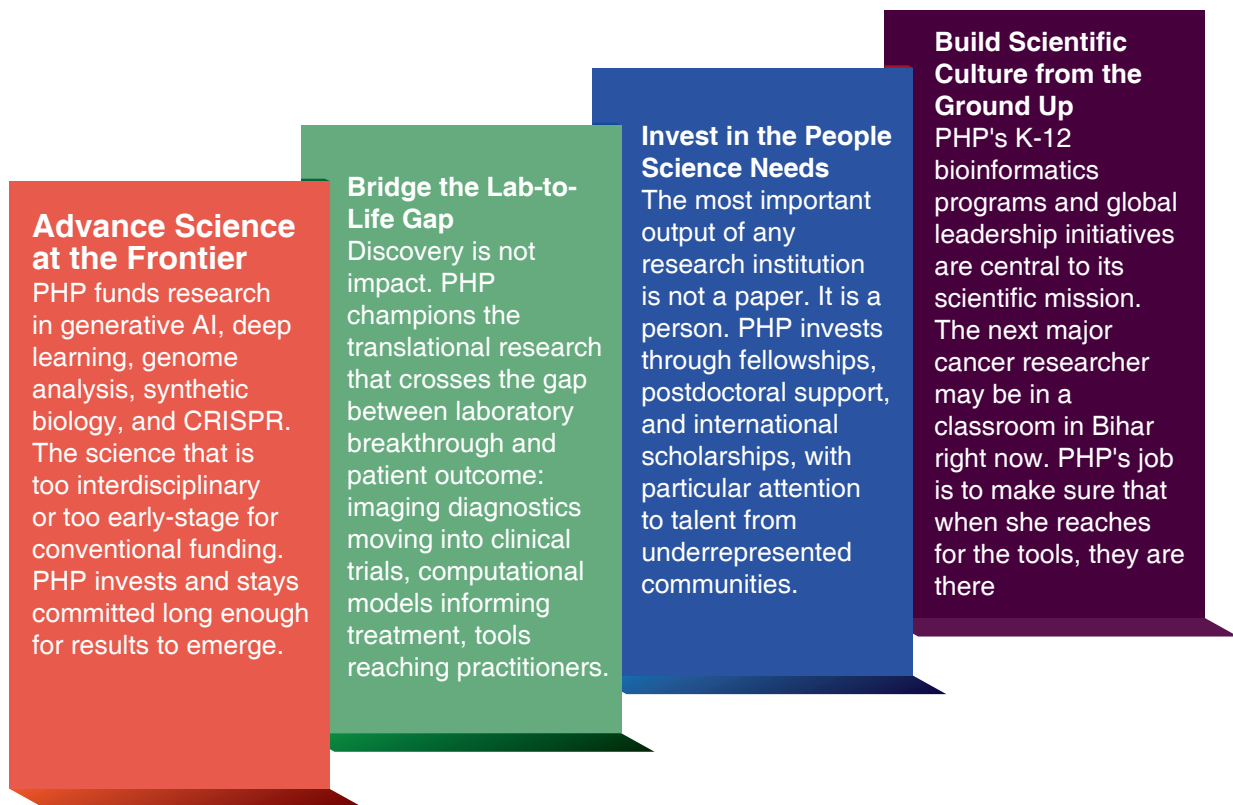 Advance Science
at the Frontier
PHP funds research
in generative AI, deep
learning, genome
analysis, synthetic
biology, and CRISPR.
The science that is
too interdisciplinary
or too early-stage for
conventional funding.
PHP invests and stays
committed long enough
for results to emerge.
Bridge the Lab-to-
Life Gap
Discovery is not
impact. PHP
champions the
translational research
that crosses the gap
between laboratory
breakthrough and
patient outcome:
imaging diagnostics
moving into clinical
trials, computational
models informing
treatment, tools
reaching practitioners.
Invest in the People
Science Needs
The most important
output of any
research institution
is not a paper. It is a
person. PHP invests
through fellowships,
postdoctoral support,
and international
scholarships, with
particular attention
to talent from
underrepresented
communities.
Build Scientific
Culture from the
Ground Up
PHP's K-12
bioinformatics
programs and global
leadership initiatives
are central to its
scientific mission.
The next major
cancer researcher
may be in a
classroom in Bihar
right now. PHP's job
is to make sure that
when she reaches
for the tools, they are
there